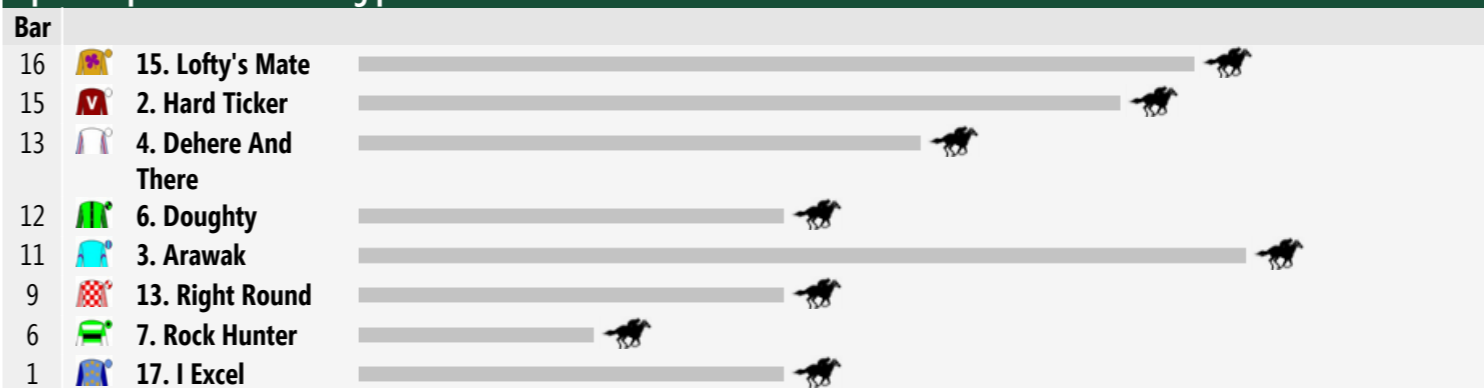 Bar
16 15. Lofty's Mate
15 V 2. Hard Ticker
13 4. Dehere And
There
12 6. Doughty
11 3. Arawak
9 13. Right Round
6 7. Rock Hunter
1 17. I Excel